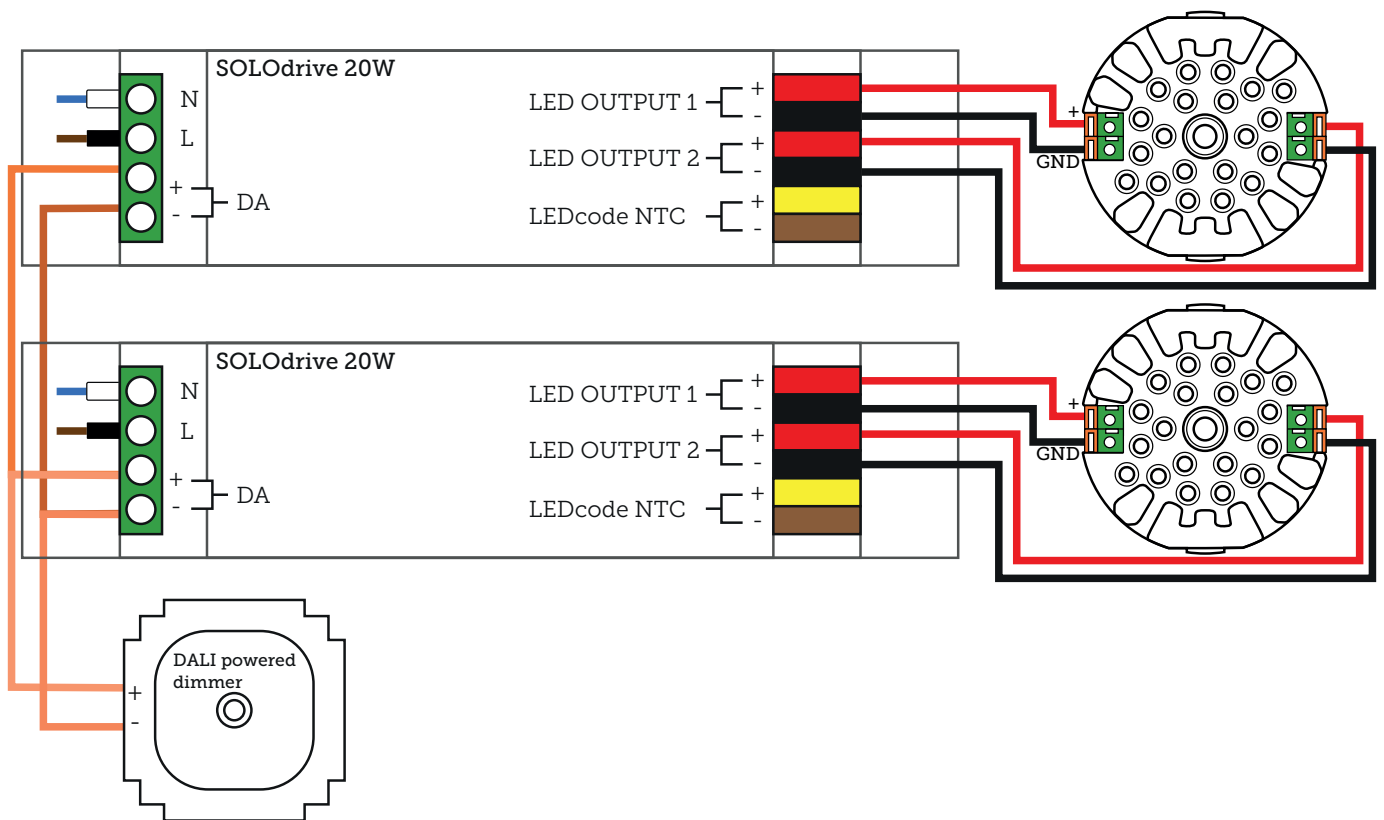 SOLOdrive 20W
N
L
+
-
DA
LED OUTPUT 1
+
-
LED OUTPUT 2
+
-
LEDcode NTC
+
-
+
GND
SOLOdrive 20W
N
L
+
-
DA
LED OUTPUT 1
+
-
LED OUTPUT 2
+
-
LEDcode NTC
+
-
+
GND
DALI powered
dimmer
+
-